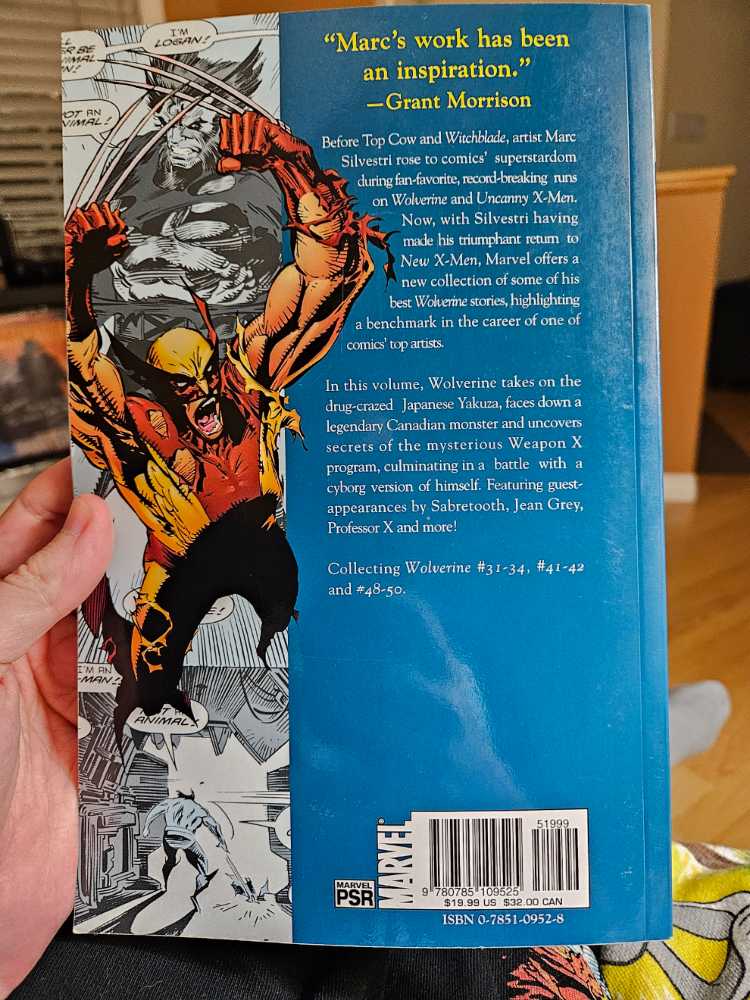 I'M
LOGAN!
ER BE
NIMAL
N!
NOT AN
ANIMAL!
"Marc's work has been
an inspiration."
—Grant Morrison
Before Top Cow and Witchblade, artist Marc
Silvestri rose to comics' superstardom
during fan-favorite, record-breaking runs
on Wolverine and Uncanny X-Men.
Now, with Silvestri having
made his triumphant return to
New X-Men, Marvel offers a
new collection of some of his
best Wolverine stories, highlighting
a benchmark in the career of one of
comics' top artists.
In this volume, Wolverine takes on the
drug-crazed Japanese Yakuza, faces down a
legendary Canadian monster and uncovers
secrets of the mysterious Weapon X
program, culminating in a battle with a
cyborg version of himself. Featuring guest-
appearances by Sabretooth, Jean Grey,
Professor X and more!
Collecting Wolverine #31-34, #41-42
and #48-50.
I'M AN
-MAN!
ANIMAL!
MARVEL
PSR
MARVEL®
51999
9 780785 109525
$19.99 US $32.00 CAN
ISBN 0-7851-0952-8